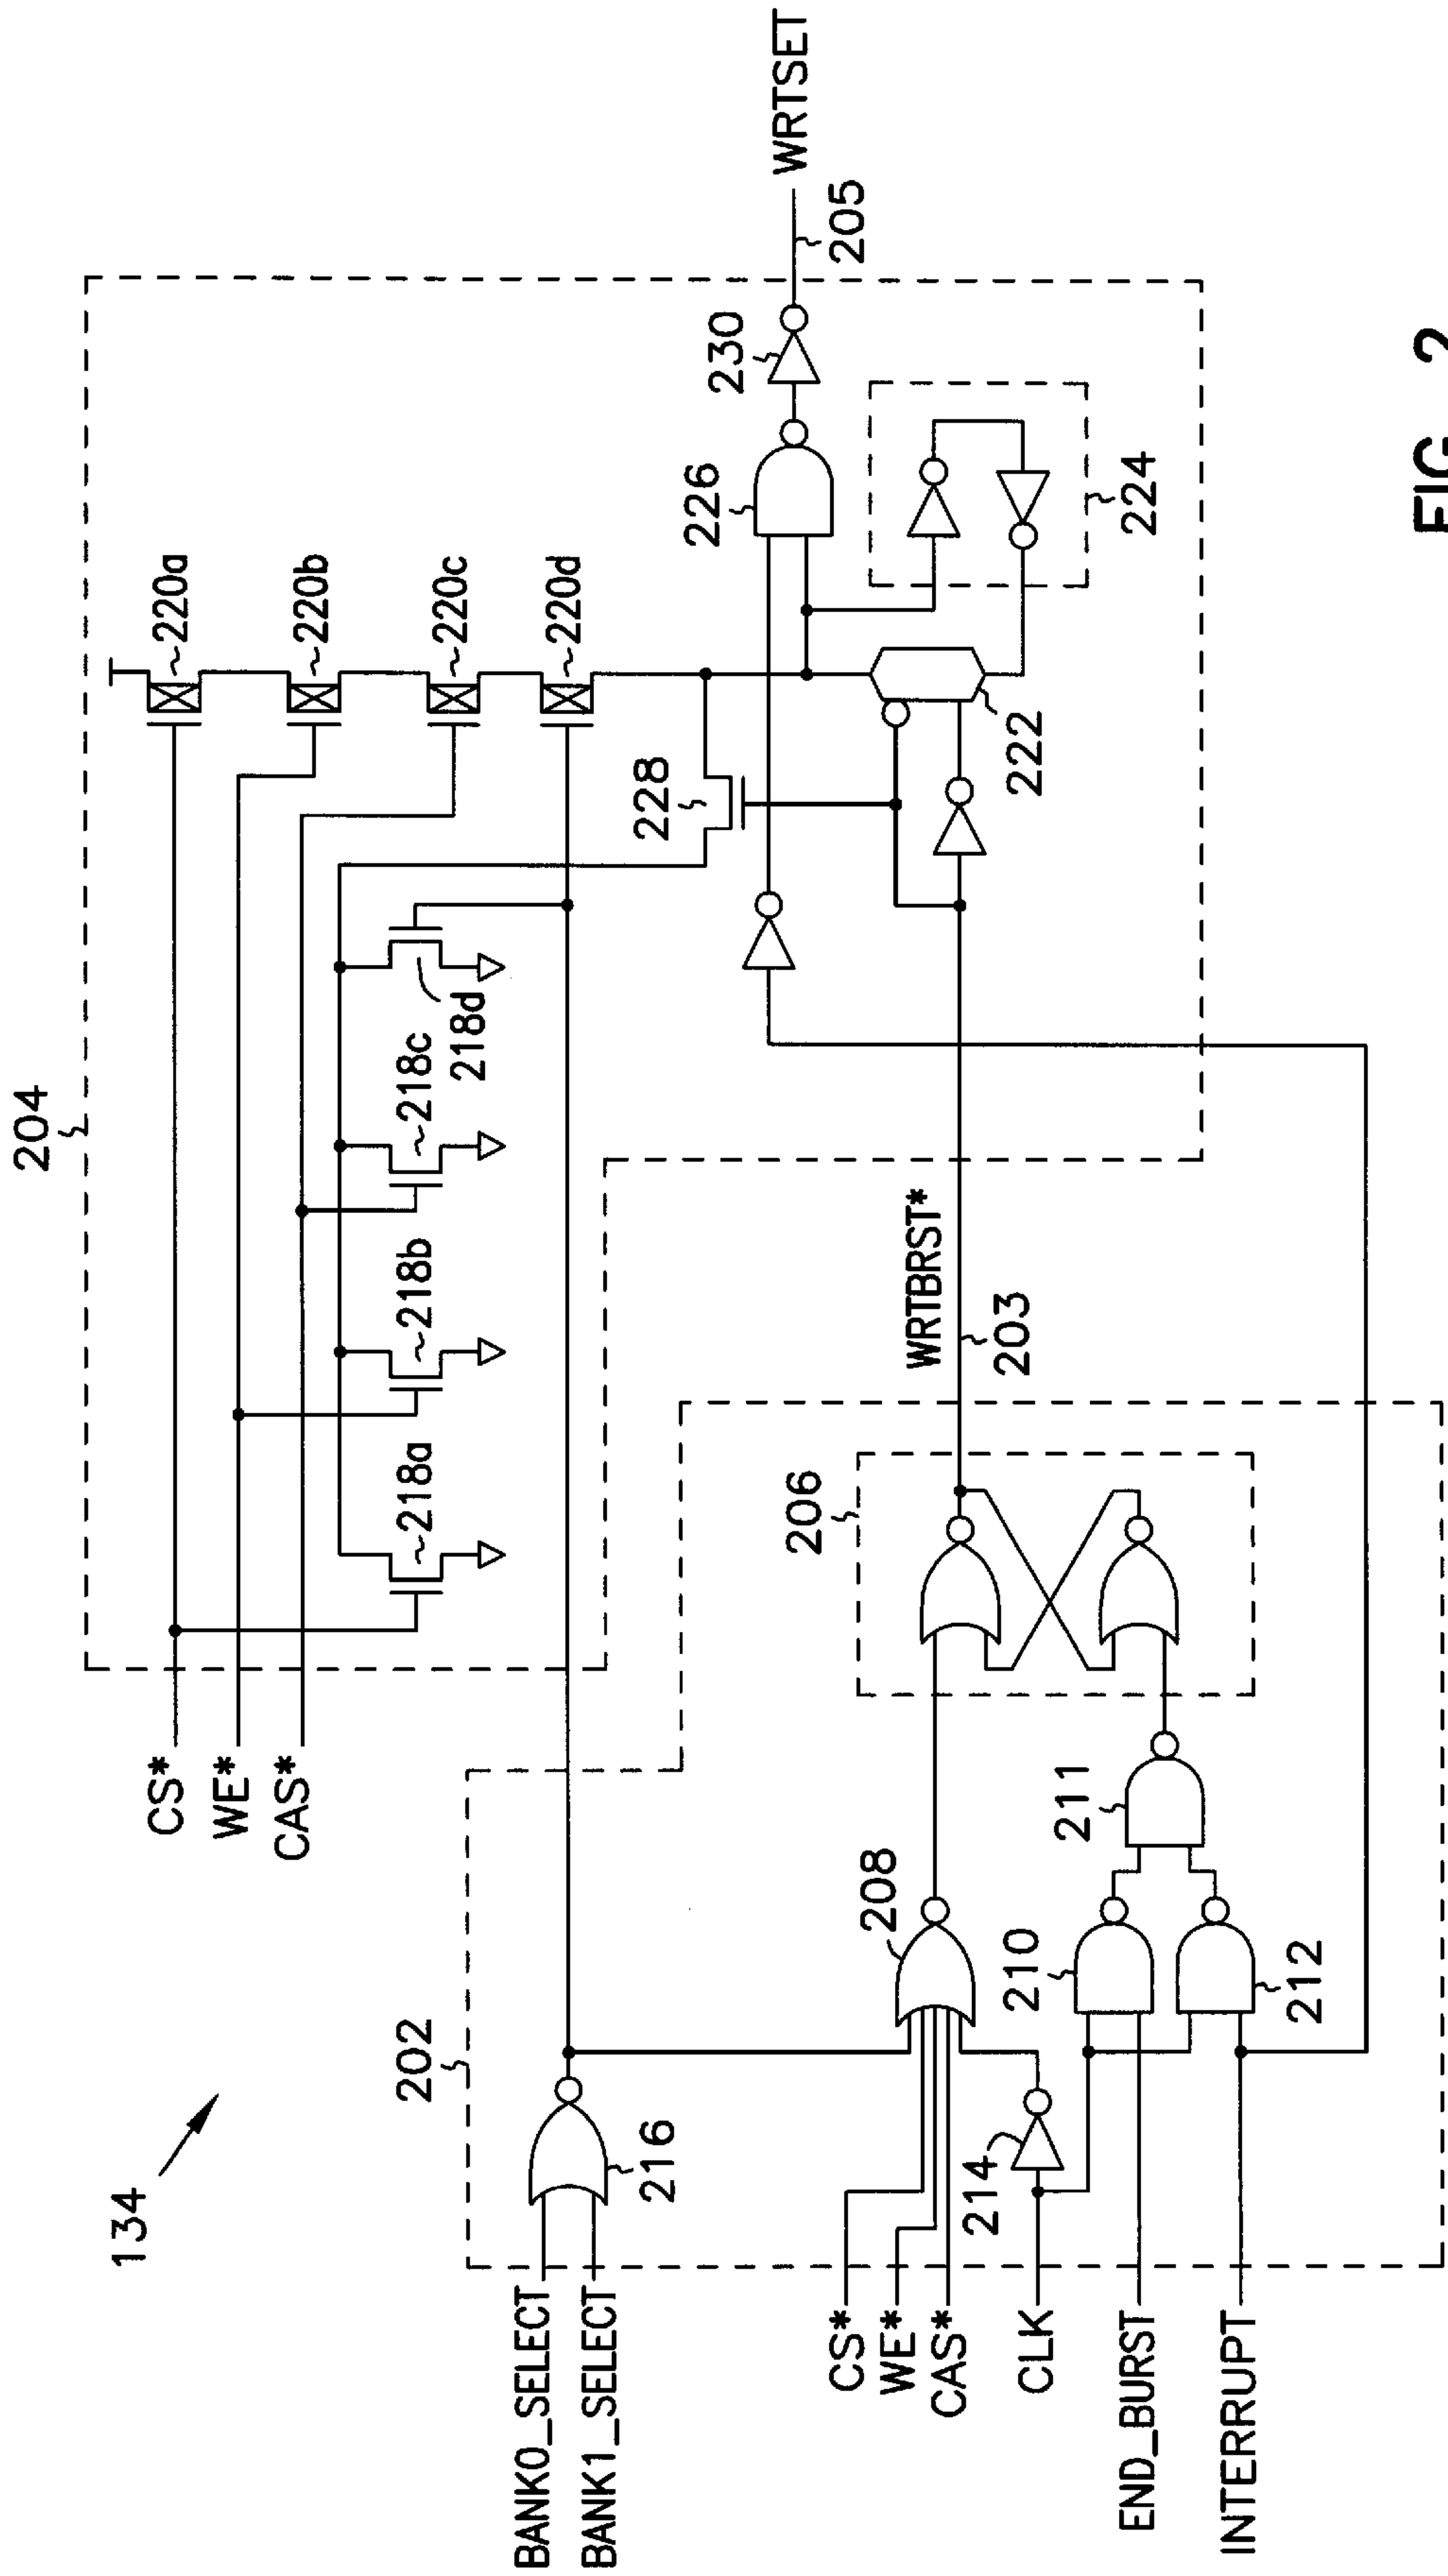 134
204
CS*
WE*
CAS*
218a
218b
218c
218d
220a
220b
220c
220d
228
226
230
205
WRTSET
222
224
202
BANK0_SELECT
BANK1_SELECT
216
208
206
WRTBRST*
203
CS*
WE*
CAS*
CLK
214
END_BURST
INTERRUPT
210
211
212
FIG. 2